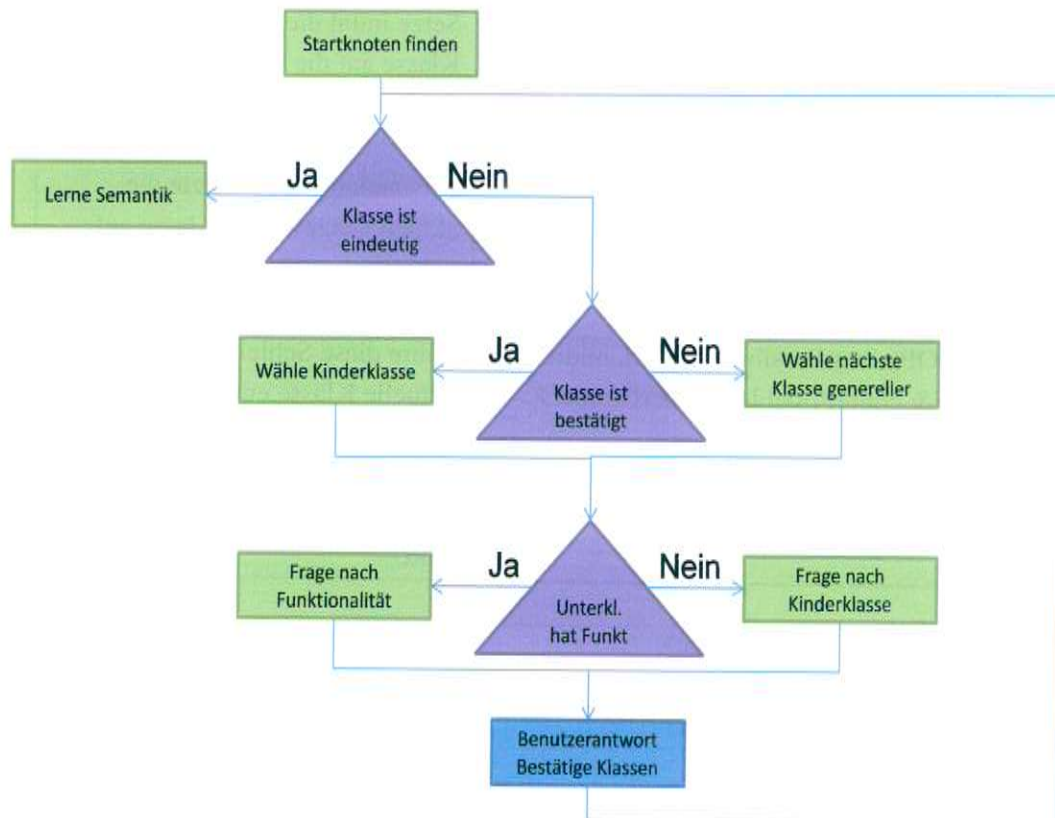 Startknoten finden
Ja
Nein
Lerne Semantik
Klasse ist
eindeutig
Ja
Nein
Wähle Kinderklasse
Wähle nächste
Klasse genereller
Klasse ist
bestätigt
Ja
Nein
Frage nach
Funktionalität
Frage nach
Kinderklasse
Unterkl.
hat Funkt
Benutzerantwort
Bestätige Klassen